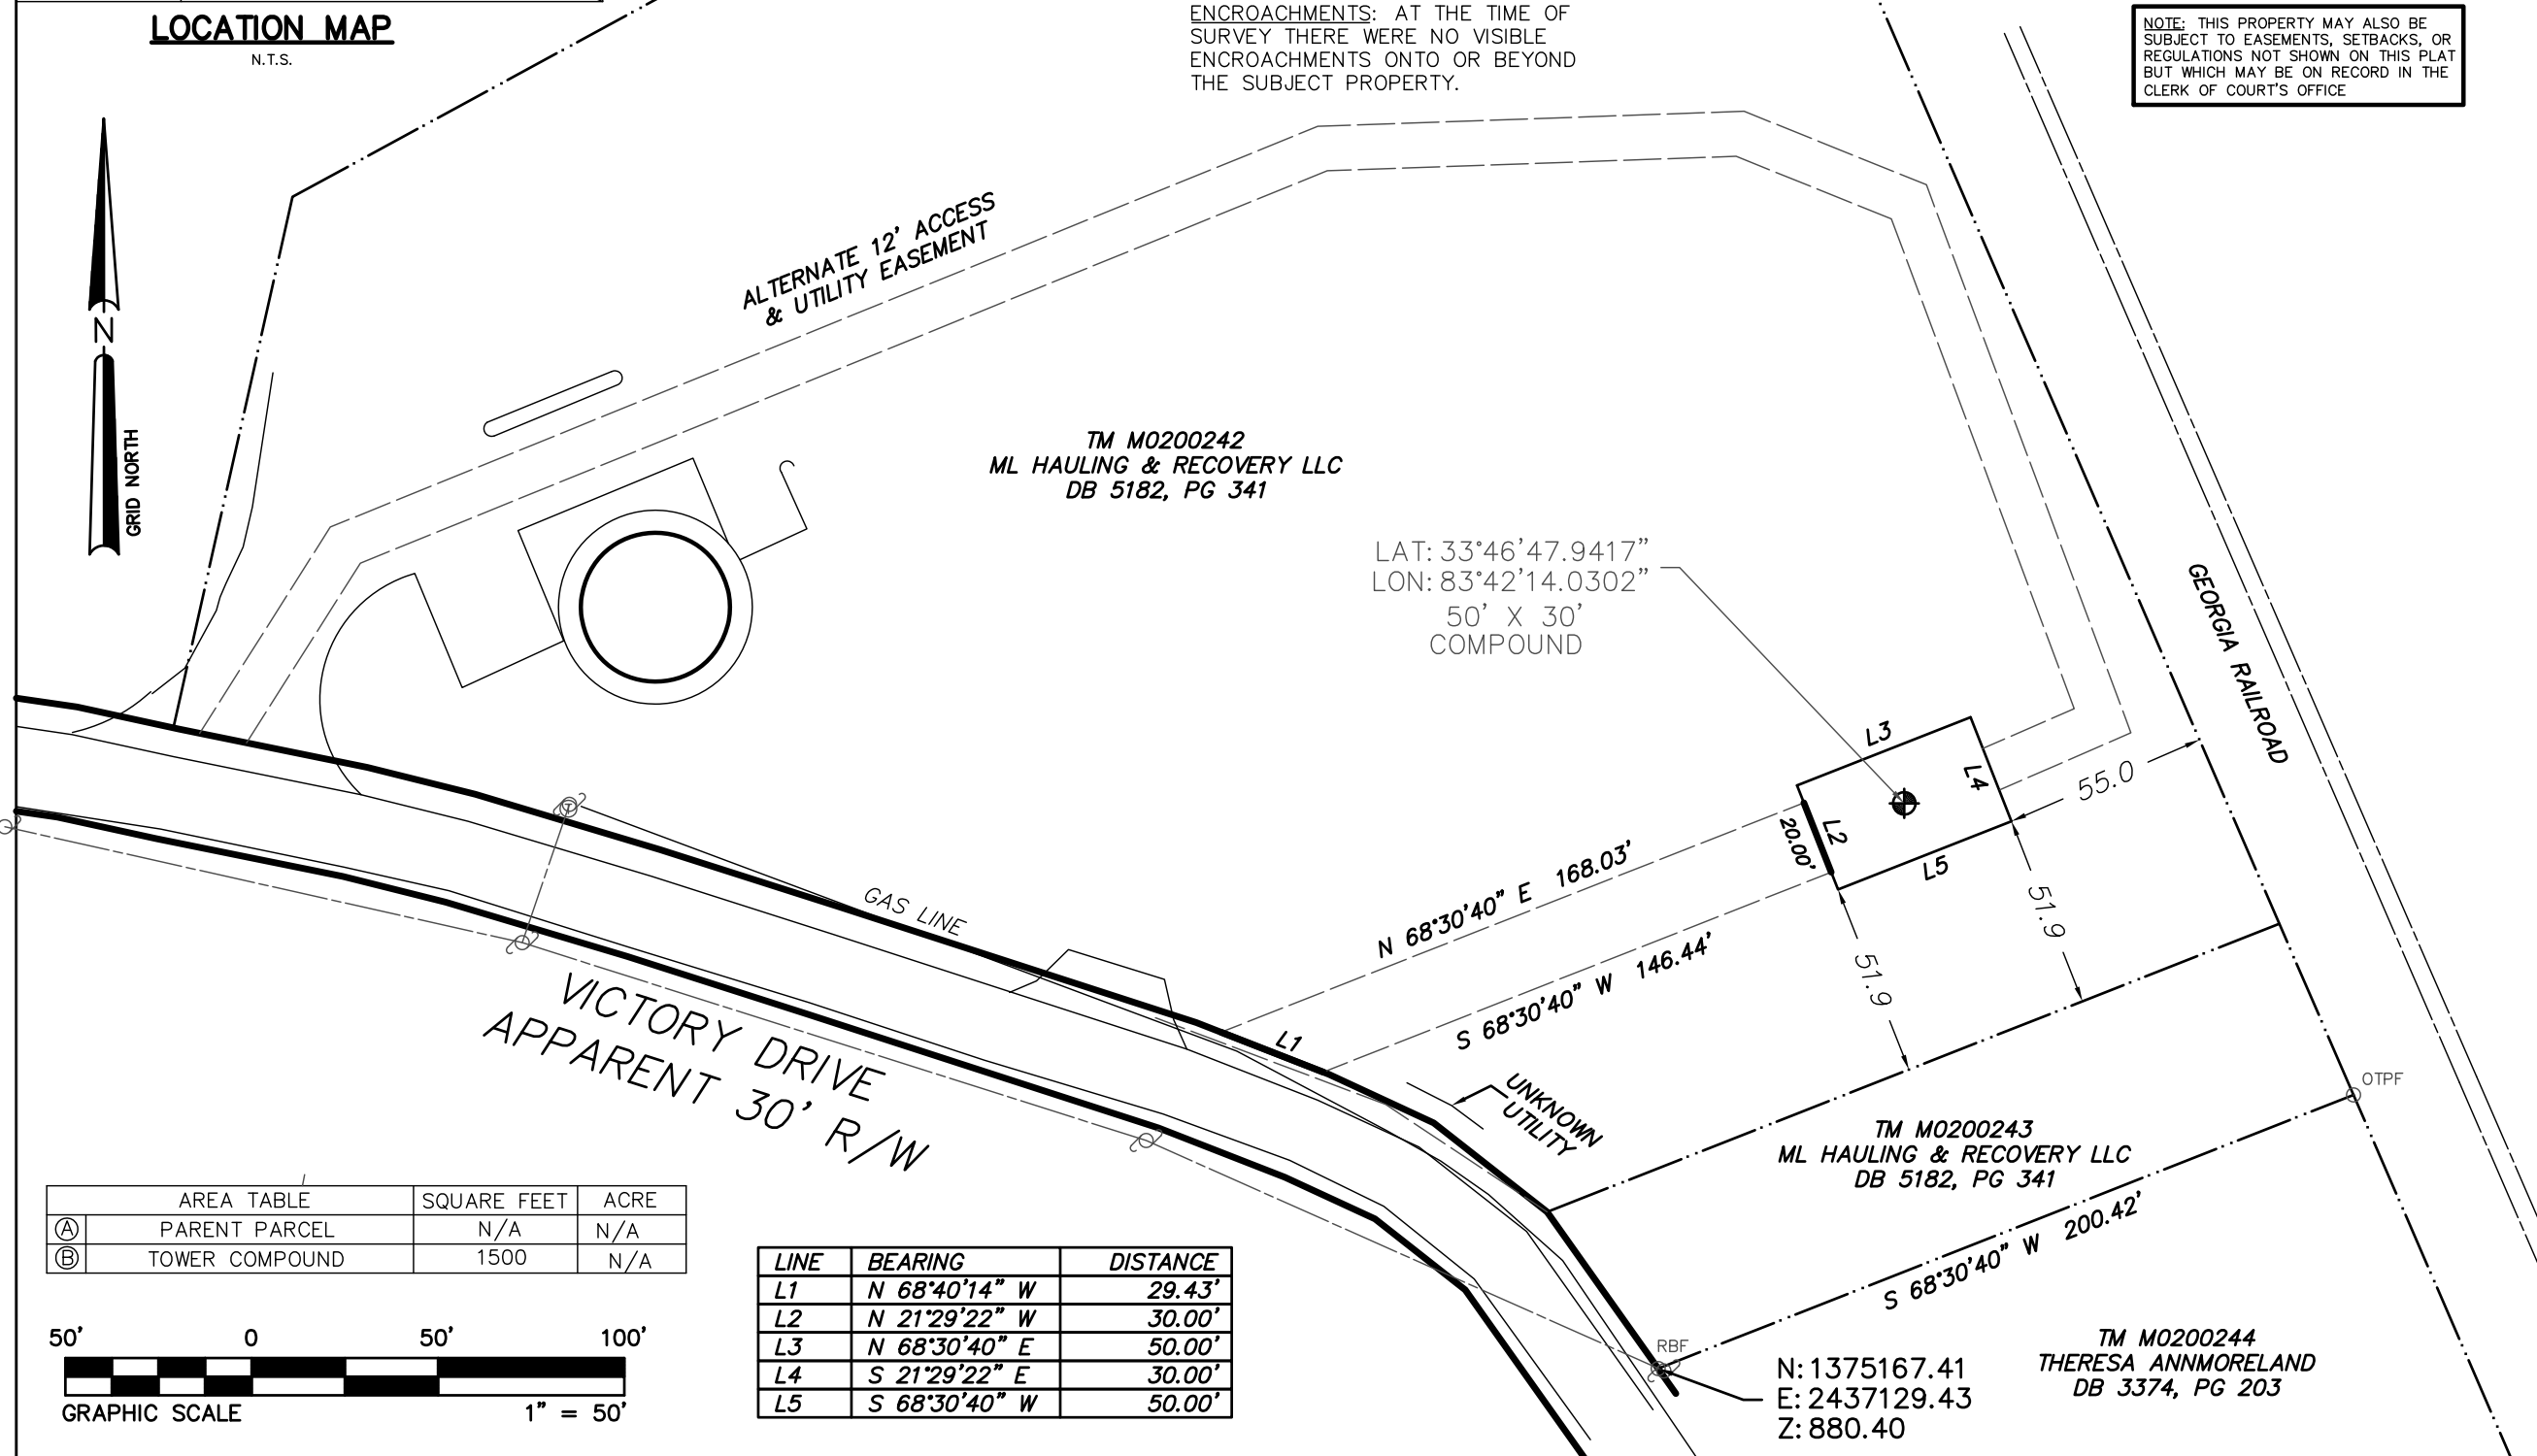 LOCATION MAP
N.T.S.
ENCROACHMENTS: AT THE TIME OF
SURVEY THERE WERE NO VISIBLE
ENCROACHMENTS ONTO OR BEYOND
THE SUBJECT PROPERTY.
NOTE: THIS PROPERTY MAY ALSO BE
SUBJECT TO EASEMENTS, SETBACKS, OR
REGULATIONS NOT SHOWN ON THIS PLAT
BUT WHICH MAY BE ON RECORD IN THE
CLERK OF COURT'S OFFICE
N
GRID NORTH
ALTERNATE 12' ACCESS
& UTILITY EASEMENT
TM M0200242
ML HAULING & RECOVERY LLC
DB 5182, PG 341
LAT: 33°46'47.9417"
LON: 83°42'14.0302"
50' X 30'
COMPOUND
GEORGIA RAILROAD
L3
L4
L2
20.00'
L5
55.0
51.9
51.9
N 68°30'40" E 168.03'
S 68°30'40" W 146.44'
L1
GAS LINE
T
VICTORY DRIVE
APPARENT 30' R/W
UNKNOWN
UTILITY
OTPF
TM M0200243
ML HAULING & RECOVERY LLC
DB 5182, PG 341
S 68°30'40" W 200.42'
RBF
N: 1375167.41
E: 2437129.43
Z: 880.40
TM M0200244
THERESA ANNMORELAND
DB 3374, PG 203
AREA TABLE SQUARE FEET ACRE
A PARENT PARCEL N/A N/A
B TOWER COMPOUND 1500 N/A
50' 0 50' 100'
GRAPHIC SCALE 1" = 50'
LINE BEARING DISTANCE
L1 N 68°40'14" W 29.43'
L2 N 21°29'22" W 30.00'
L3 N 68°30'40" E 50.00'
L4 S 21°29'22" E 30.00'
L5 S 68°30'40" W 50.00'